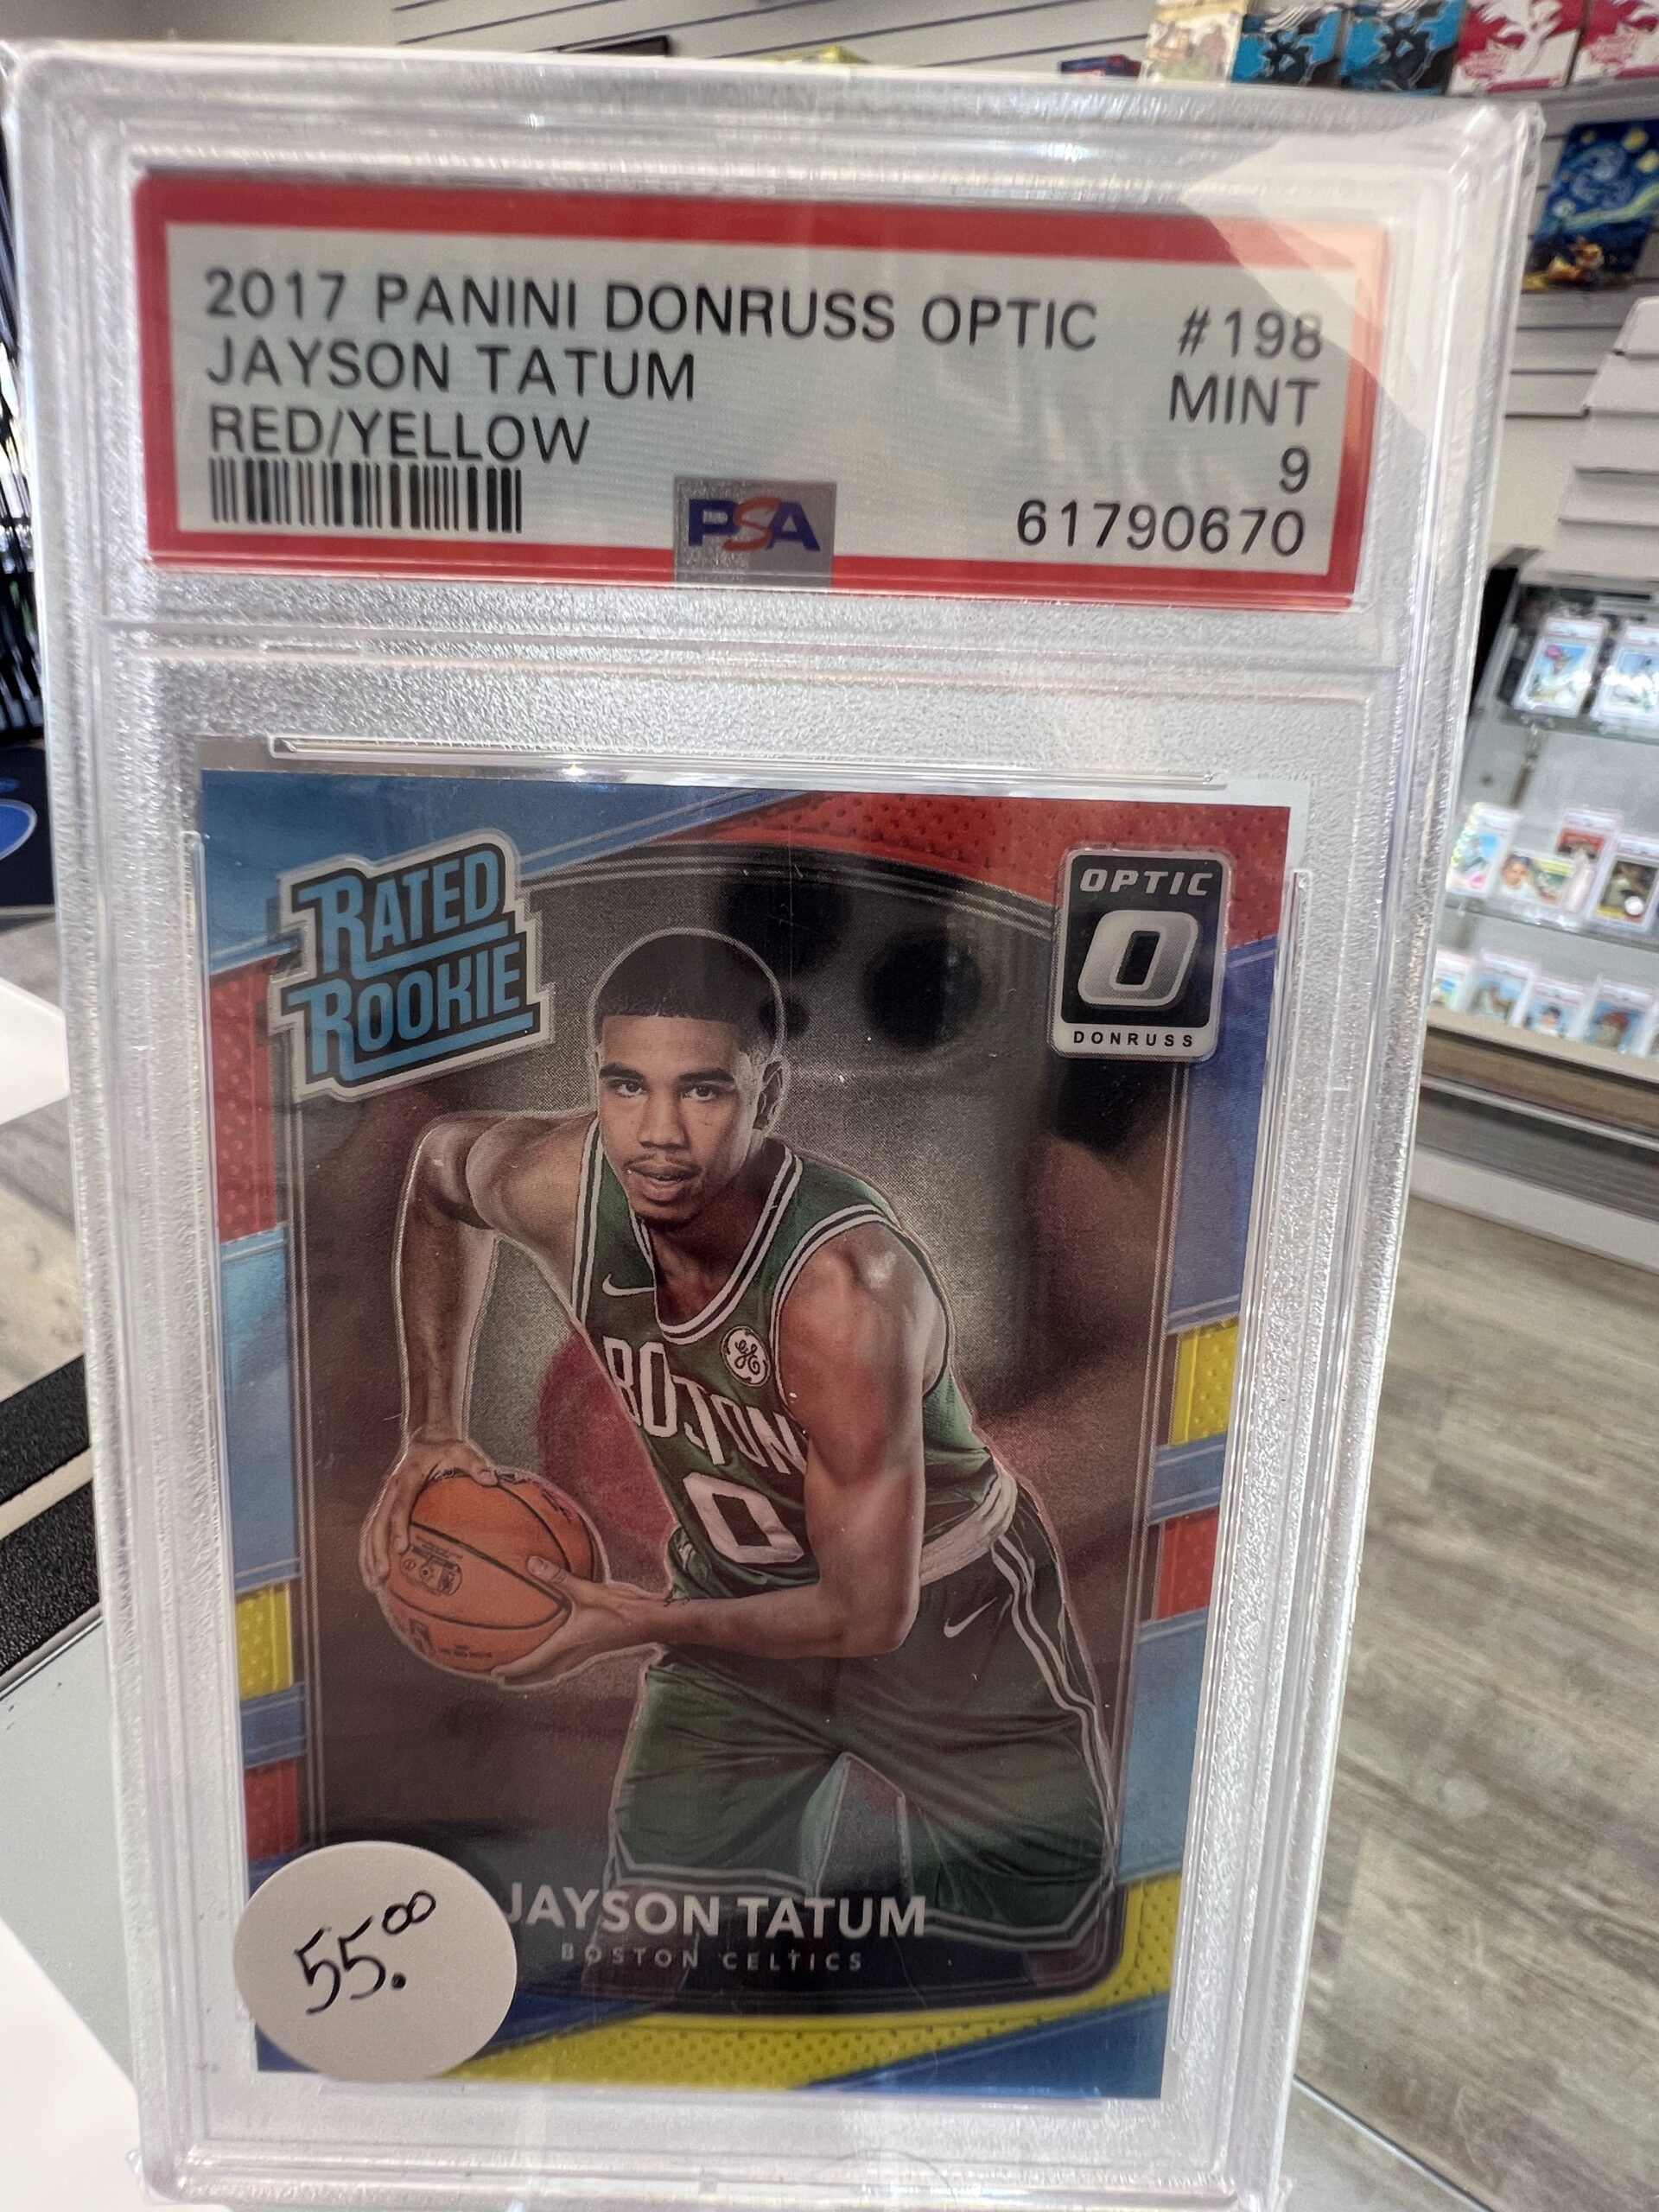 2017 PANINI DONRUSS OPTIC #198
JAYSON TATUM MINT
RED/YELLOW 9
PSA 61790670
RATED
ROOKIE
OPTIC
O
DONRUSS
BOSTON
0
JAYSON TATUM
BOSTON CELTICS
55.00